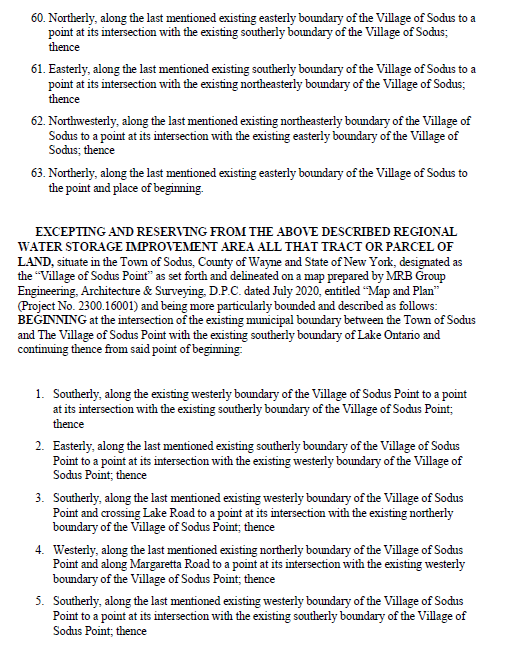 60. Northerly, along the last mentioned existing easterly boundary of the Village of Sodus to a
point at its intersection with the existing southerly boundary of the Village of Sodus;
thence
61. Easterly, along the last mentioned existing southerly boundary of the Village of Sodus to a
point at its intersection with the existing northeasterly boundary of the Village of Sodus;
thence
62. Northwesterly, along the last mentioned existing northeasterly boundary of the Village of
Sodus to a point at its intersection with the existing easterly boundary of the Village of
Sodus; thence
63. Northerly, along the last mentioned existing easterly boundary of the Village of Sodus to
the point and place of beginning.
EXCEPTING AND RESERVING FROM THE ABOVE DESCRIBED REGIONAL
WATER STORAGE IMPROVEMENT AREA ALL THAT TRACT OR PARCEL OF
LAND, situate in the Town of Sodus, County of Wayne and State of New York, designated as
the “Village of Sodus Point” as set forth and delineated on a map prepared by MRB Group
Engineering, Architecture & Surveying, D.P.C. dated July 2020, entitled “Map and Plan”
(Project No. 2300.16001) and being more particularly bounded and described as follows:
BEGINNING at the intersection of the existing municipal boundary between the Town of Sodus
and The Village of Sodus Point with the existing southerly boundary of Lake Ontario and
continuing thence from said point of beginning:
1. Southerly, along the existing westerly boundary of the Village of Sodus Point to a point
at its intersection with the existing southerly boundary of the Village of Sodus Point;
thence
2. Easterly, along the last mentioned existing southerly boundary of the Village of Sodus
Point to a point at its intersection with the existing westerly boundary of the Village of
Sodus Point; thence
3. Southerly, along the last mentioned existing westerly boundary of the Village of Sodus
Point and crossing Lake Road to a point at its intersection with the existing northerly
boundary of the Village of Sodus Point; thence
4. Westerly, along the last mentioned existing northerly boundary of the Village of Sodus
Point and along Margaretta Road to a point at its intersection with the existing westerly
boundary of the Village of Sodus Point; thence
5. Southerly, along the last mentioned existing westerly boundary of the Village of Sodus
Point to a point at its intersection with the existing southerly boundary of the Village of
Sodus Point; thence